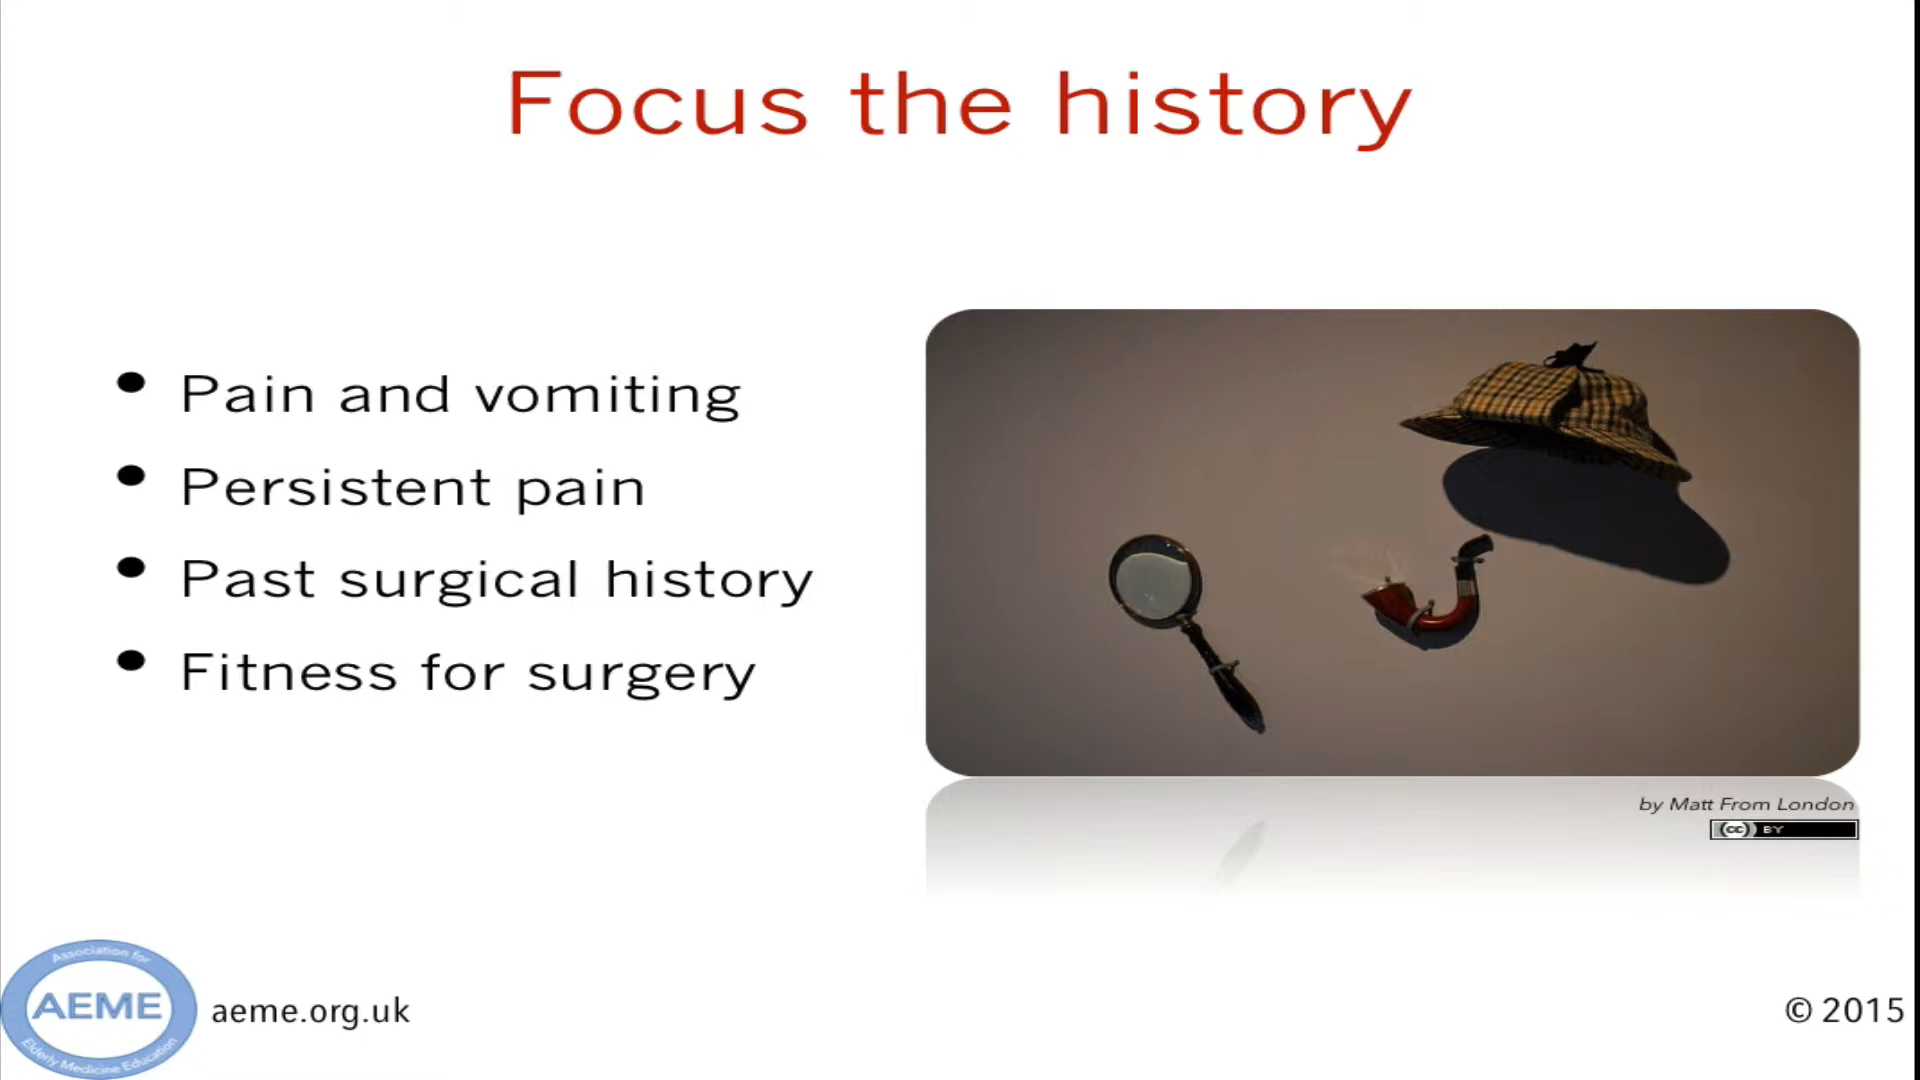 Focus the history
• Pain and vomiting
• Persistent pain
• Past surgical history
• Fitness for surgery
by Matt From London
cc BY
Association for
AEME
Elderly Medicine Education
aeme.org.uk
© 2015